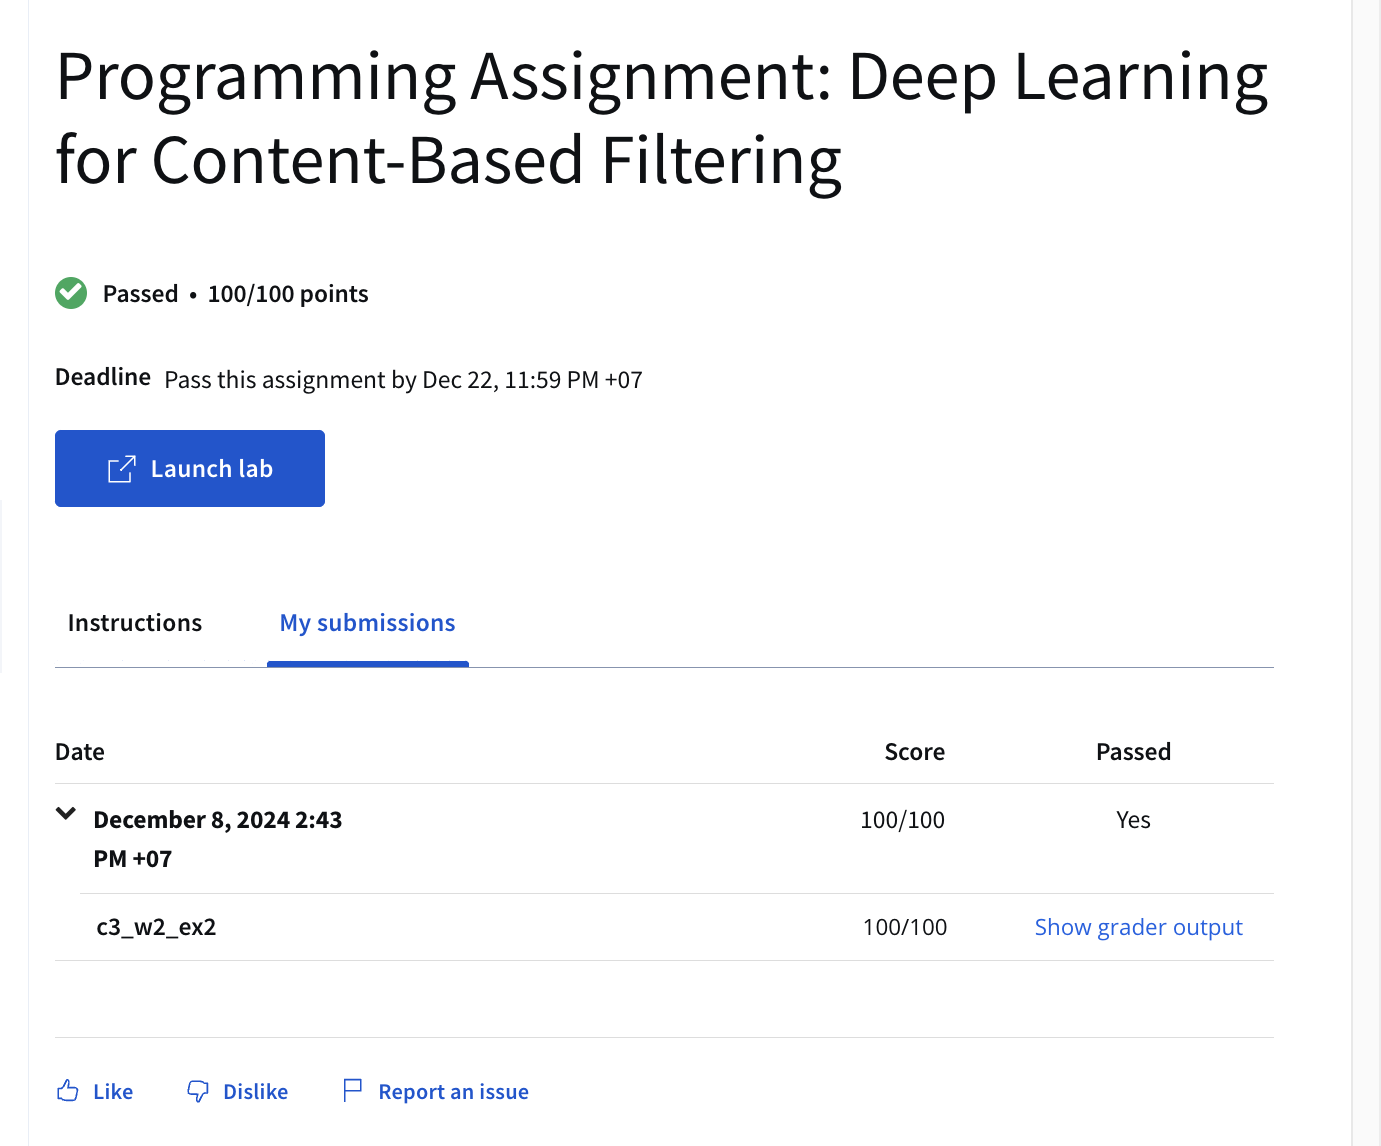 Programming Assignment: Deep Learning
for Content-Based Filtering
Passed • 100/100 points
Deadline Pass this assignment by Dec 22, 11:59 PM +07
Launch lab
Instructions My submissions
Date Score Passed
December 8, 2024 2:43 100/100 Yes
PM +07
c3_w2_ex2 100/100 Show grader output
Like Dislike Report an issue